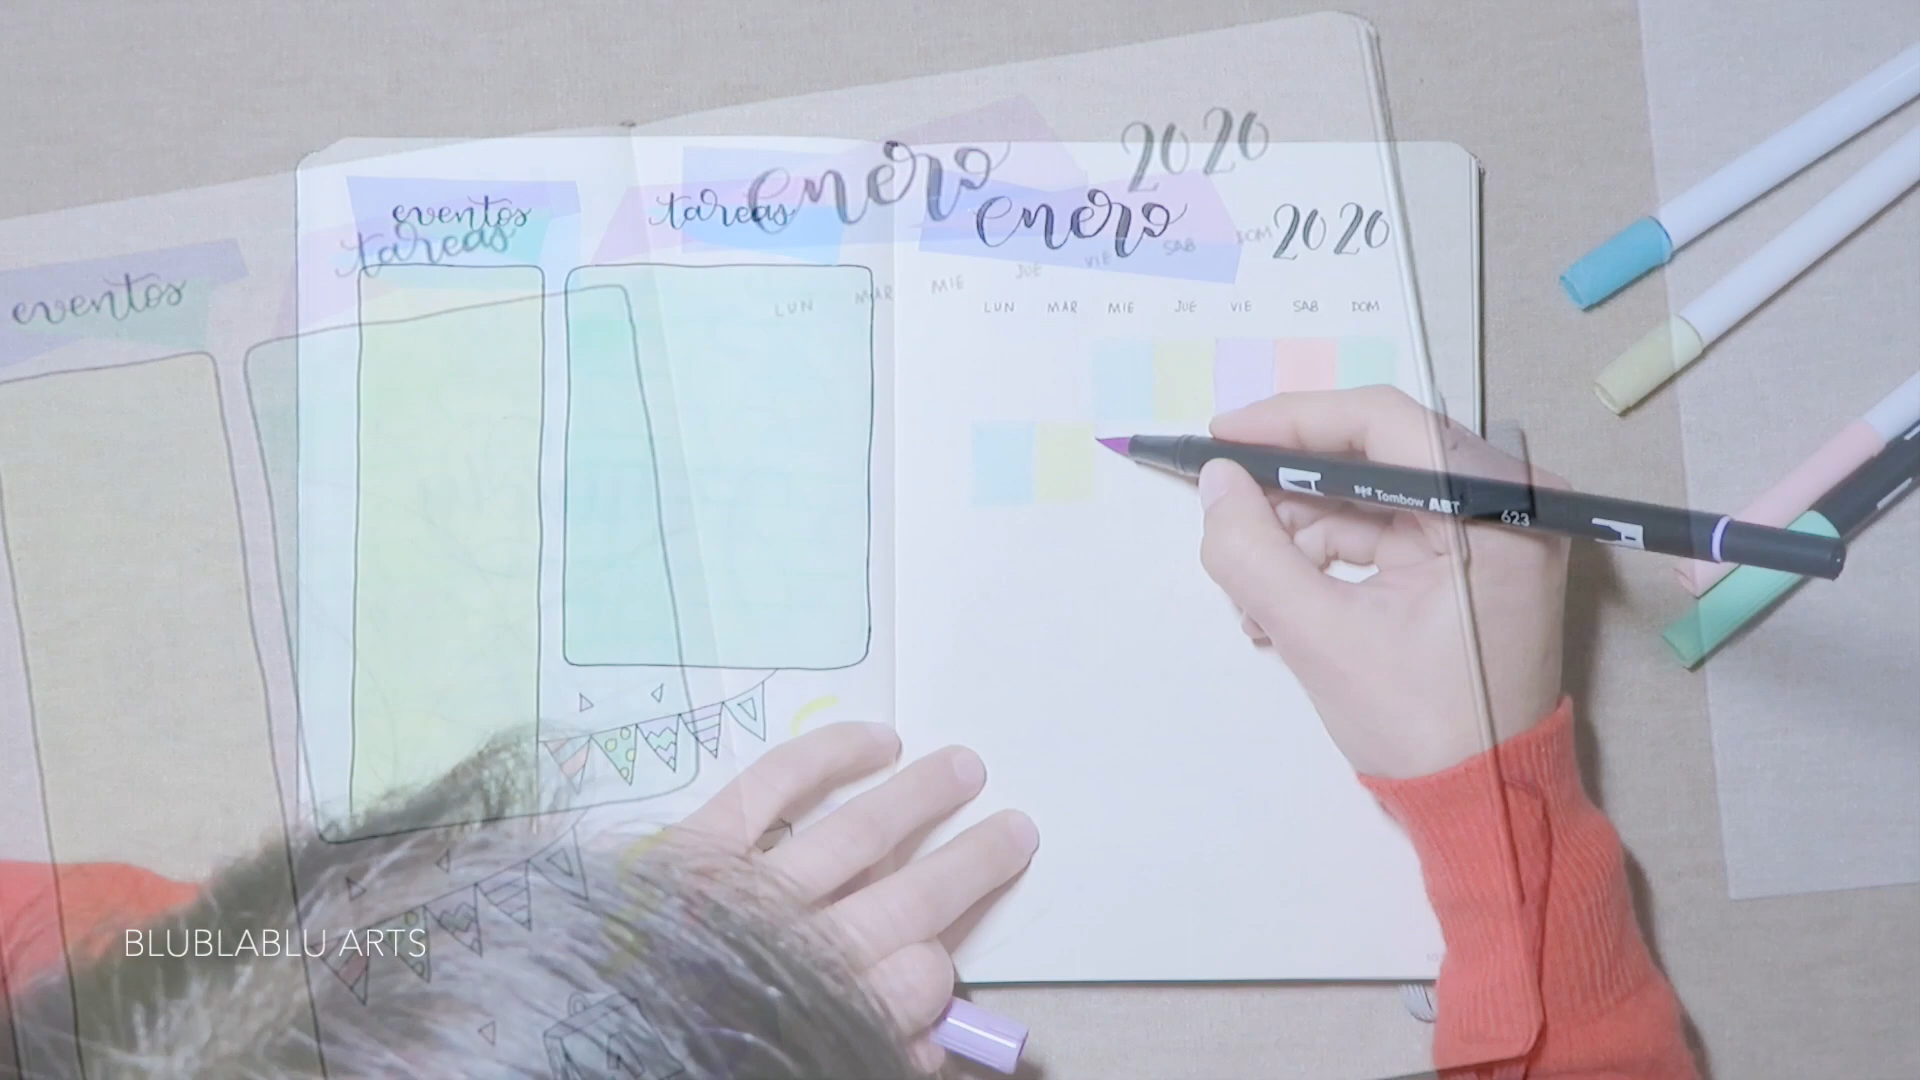 enero 2020
eventos tareas enero 2020
tareas
eventos
LUN MAR MIE JUE VIE SAB DOM
LUN MAR MIE JUE VIE SAB DOM
Tombow ABT 623
BLUBLABLU ARTS